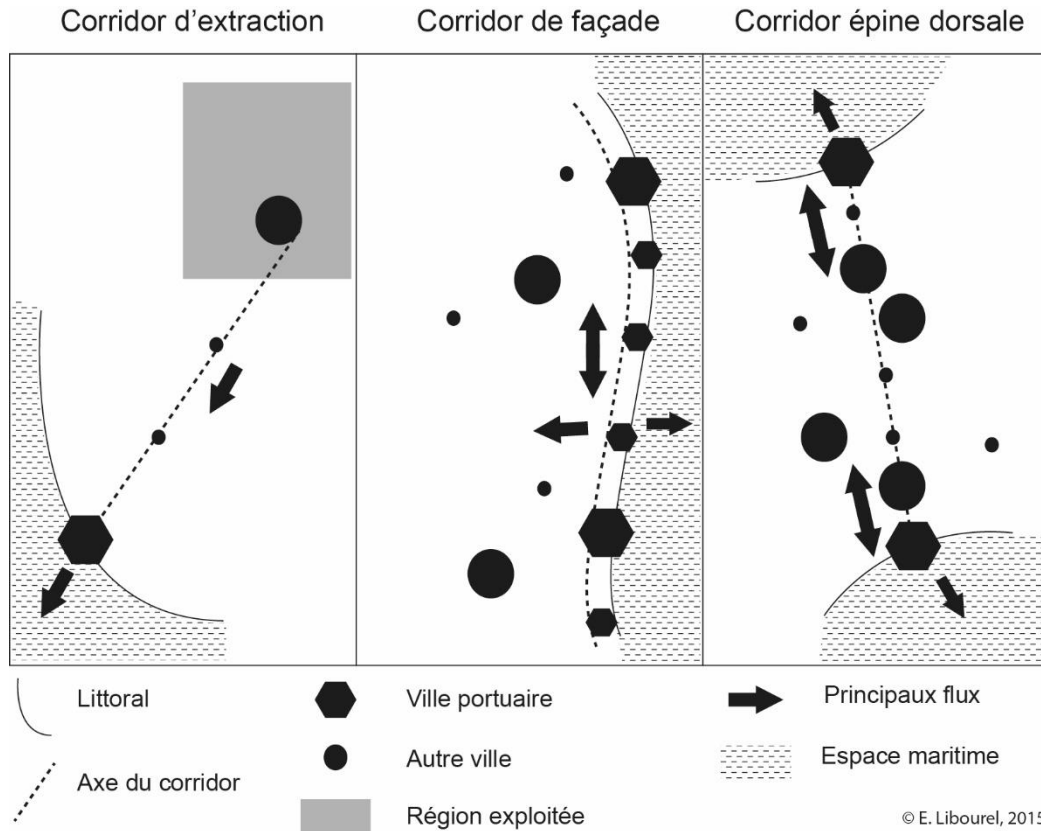 Corridor d'extraction
Corridor de façade
Corridor épine dorsale
Littoral
Ville portuaire
Principaux flux
Autre ville
Espace maritime
Axe du corridor
Région exploitée
© E. Libourel, 2015